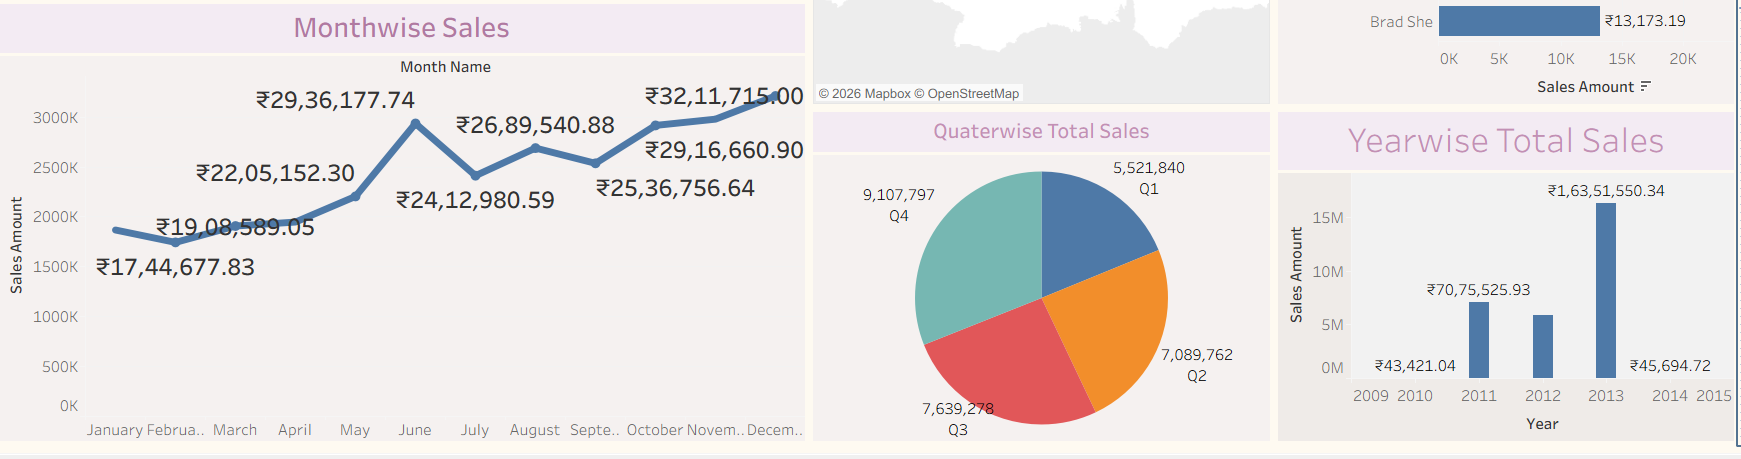 Monthwise Sales
Month Name
₹32,11,715.00
₹29,36,177.74
₹26,89,540.88
₹29,16,660.90
₹22,05,152.30
₹25,36,756.64
₹24,12,980.59
₹19,08,589.05
₹17,44,677.83
3000K
2500K
2000K
1500K
1000K
500K
0K
Sales Amount
January Februa.. March April May June July August Septe.. October Novem.. Decem..
© 2026 Mapbox © OpenStreetMap
Quaterwise Total Sales
5,521,840
Q1
9,107,797
Q4
7,089,762
Q2
7,639,278
Q3
Brad She ₹13,173.19
0K 5K 10K 15K 20K
Sales Amount
Yearwise Total Sales
₹1,63,51,550.34
₹70,75,525.93
₹43,421.04
₹45,694.72
15M
10M
5M
0M
Sales Amount
2009 2010 2011 2012 2013 2014 2015
Year